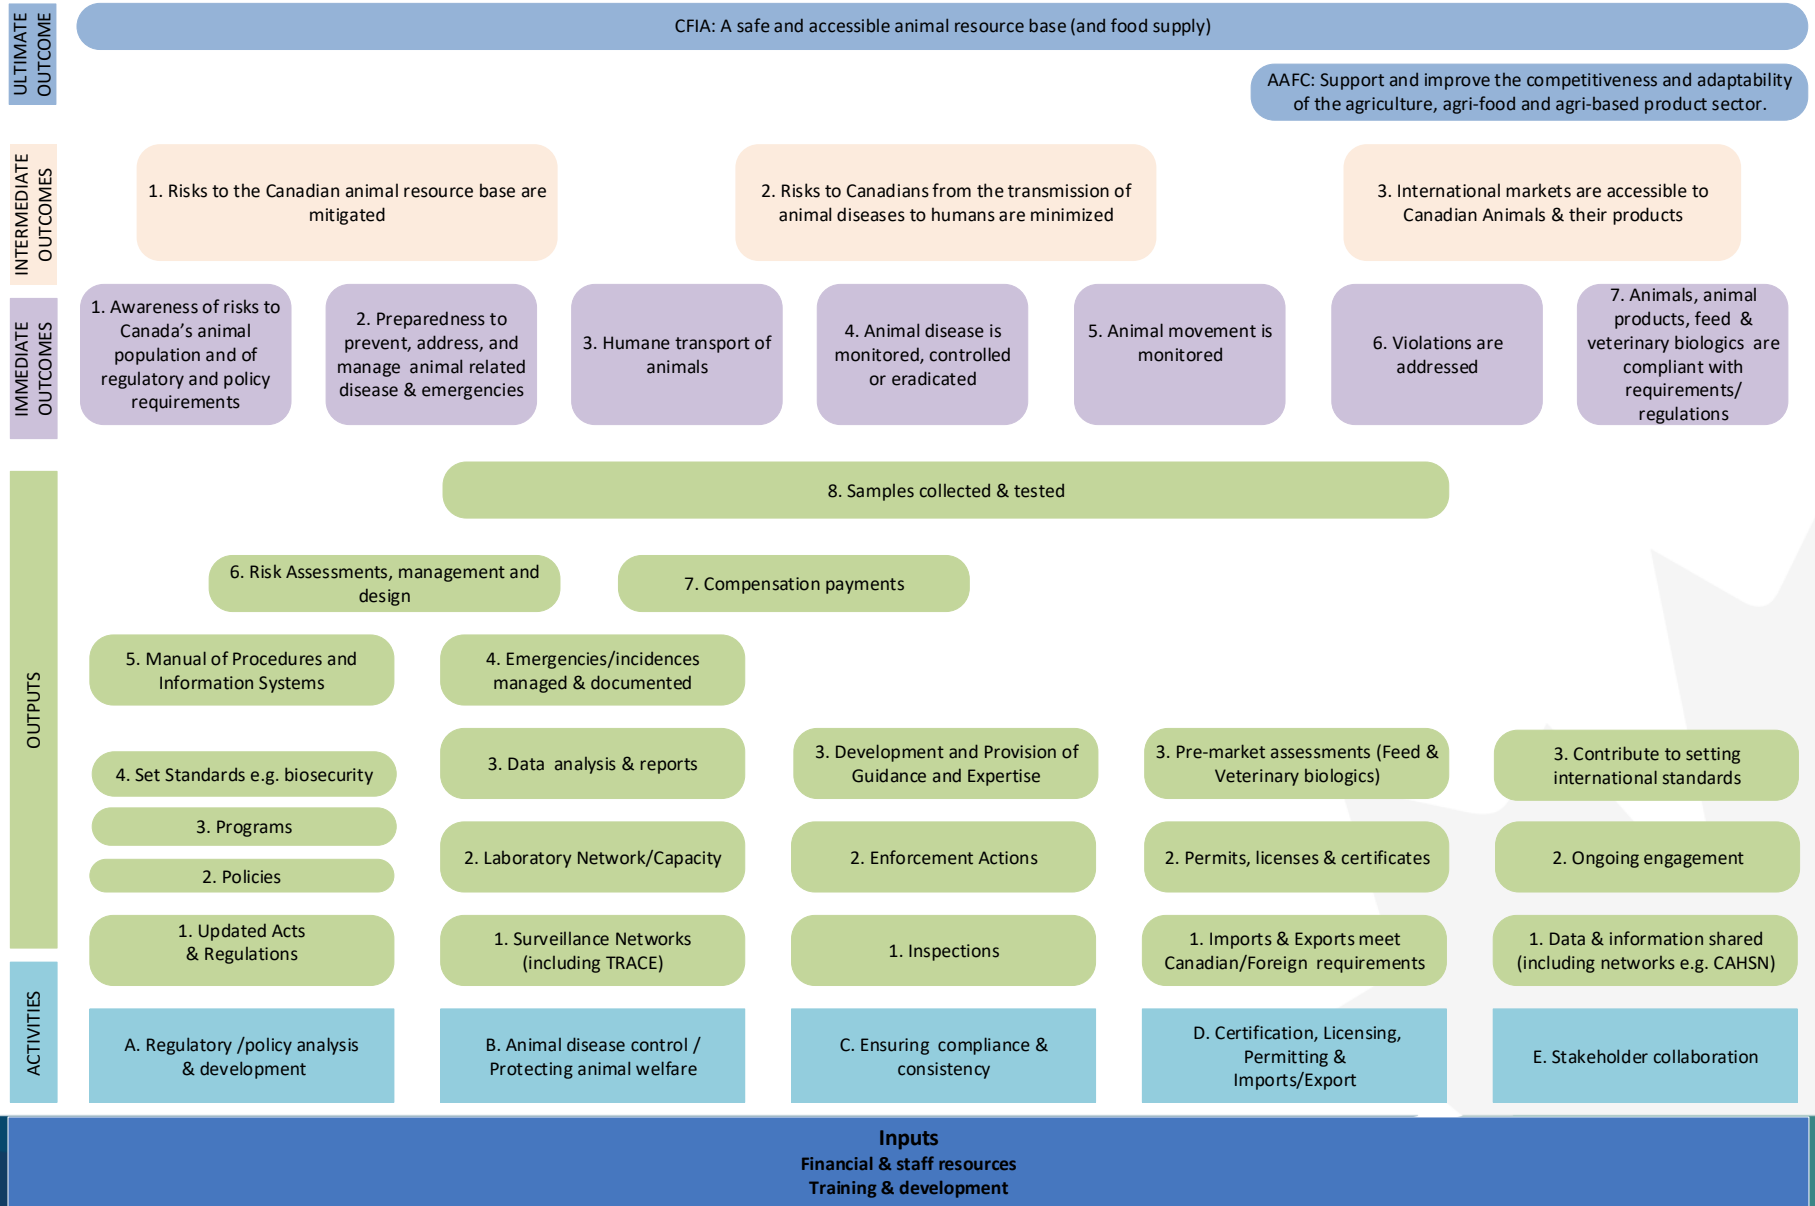 ULTIMATE
OUTCOME
CFIA: A safe and accessible animal resource base (and food supply)
AAFC: Support and improve the competitiveness and adaptability
of the agriculture, agri-food and agri-based product sector.
INTERMEDIATE
OUTCOMES
1. Risks to the Canadian animal resource base are
mitigated
2. Risks to Canadians from the transmission of
animal diseases to humans are minimized
3. International markets are accessible to
Canadian Animals & their products
IMMEDIATE
OUTCOMES
1. Awareness of risks to
Canada’s animal
population and of
regulatory and policy
requirements
2. Preparedness to
prevent, address, and
manage animal related
disease & emergencies
3. Humane transport of
animals
4. Animal disease is
monitored, controlled
or eradicated
5. Animal movement is
monitored
6. Violations are
addressed
7. Animals, animal
products, feed &
veterinary biologics are
compliant with
requirements/
regulations
OUTPUTS
8. Samples collected & tested
6. Risk Assessments, management and
design
7. Compensation payments
5. Manual of Procedures and
Information Systems
4. Emergencies/incidences
managed & documented
4. Set Standards e.g. biosecurity
3. Data analysis & reports
3. Development and Provision of
Guidance and Expertise
3. Pre-market assessments (Feed &
Veterinary biologics)
3. Contribute to setting
international standards
3. Programs
2. Policies
2. Laboratory Network/Capacity
2. Enforcement Actions
2. Permits, licenses & certificates
2. Ongoing engagement
1. Updated Acts
& Regulations
1. Surveillance Networks
(including TRACE)
1. Inspections
1. Imports & Exports meet
Canadian/Foreign requirements
1. Data & information shared
(including networks e.g. CAHSN)
ACTIVITIES
A. Regulatory /policy analysis
& development
B. Animal disease control /
Protecting animal welfare
C. Ensuring compliance &
consistency
D. Certification, Licensing,
Permitting &
Imports/Export
E. Stakeholder collaboration
Inputs
Financial & staff resources
Training & development